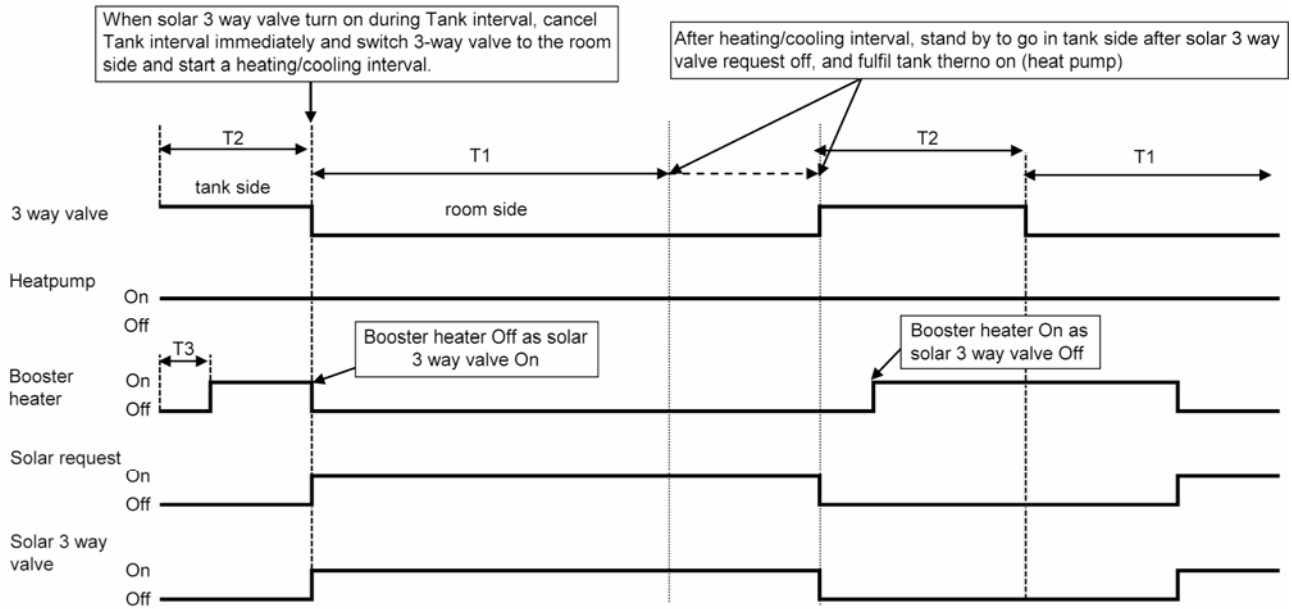 When solar 3 way valve turn on during Tank interval, cancel
Tank interval immediately and switch 3-way valve to the room
side and start a heating/cooling interval.
After heating/cooling interval, stand by to go in tank side after solar 3 way
valve request off, and fulfil tank therno on (heat pump)
T2
T1
T2
T1
tank side
room side
3 way valve
Heatpump
On
Off
Booster heater Off as solar
3 way valve On
Booster heater On as
solar 3 way valve Off
T3
Booster
heater
On
Off
Solar request
On
Off
Solar 3 way
valve
On
Off